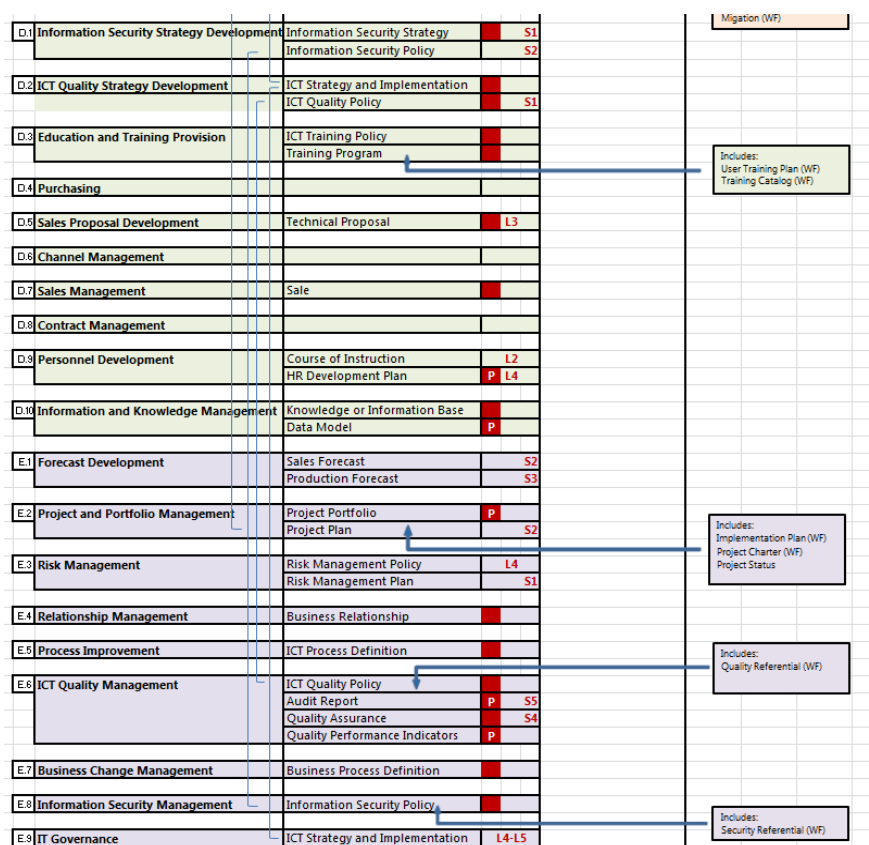 Migation (WF)
D.1 Information Security Strategy Development Information Security Strategy S1
Information Security Policy S2
D.2 ICT Quality Strategy Development ICT Strategy and Implementation
ICT Quality Policy S1
D.3 Education and Training Provision ICT Training Policy
Training Program
Includes:
User Training Plan (WF)
Training Catalog (WF)
D.4 Purchasing
D.5 Sales Proposal Development Technical Proposal L3
D.6 Channel Management
D.7 Sales Management Sale
D.8 Contract Management
D.9 Personnel Development Course of Instruction L2
HR Development Plan P L4
D.10 Information and Knowledge Management Knowledge or Information Base
Data Model P
E.1 Forecast Development Sales Forecast S2
Production Forecast S3
E.2 Project and Portfolio Management Project Portfolio P
Project Plan S2
Includes:
Implementation Plan (WF)
Project Charter (WF)
Project Status
E.3 Risk Management Risk Management Policy L4
Risk Management Plan S1
E.4 Relationship Management Business Relationship
E.5 Process Improvement ICT Process Definition
Includes:
Quality Referential (WF)
E.6 ICT Quality Management ICT Quality Policy
Audit Report P S5
Quality Assurance S4
Quality Performance Indicators P
E.7 Business Change Management Business Process Definition
E.8 Information Security Management Information Security Policy
Includes:
Security Referential (WF)
E.9 IT Governance ICT Strategy and Implementation L4-L5